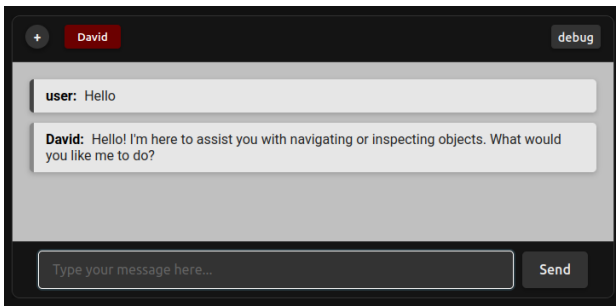 + David debug
user: Hello
David: Hello! I'm here to assist you with navigating or inspecting objects. What would
you like me to do?
Type your message here... Send